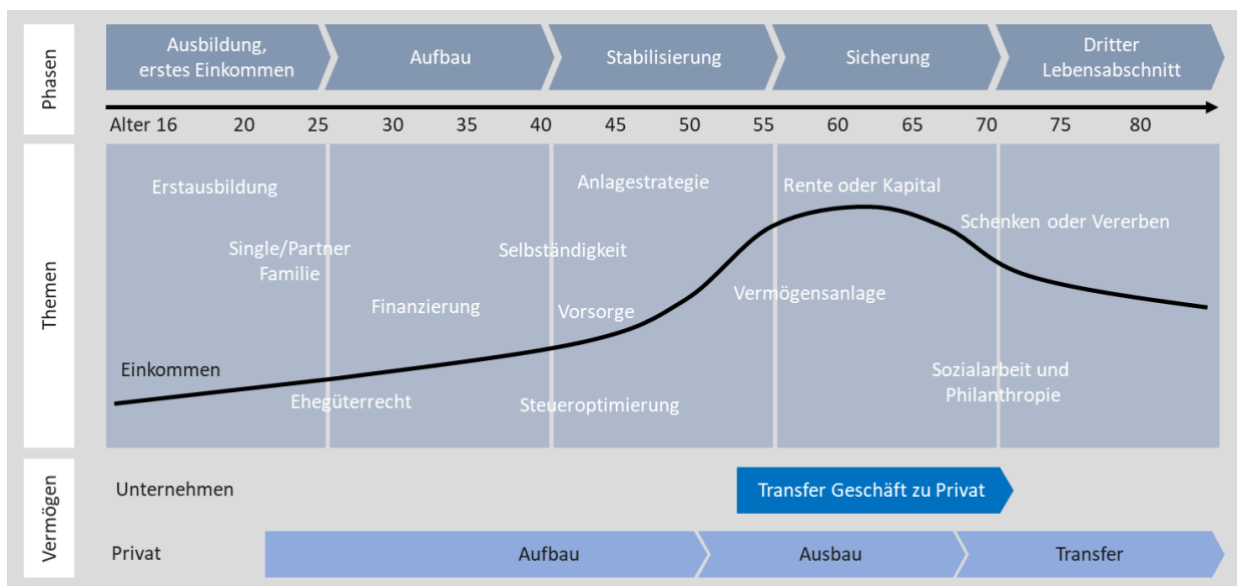 Phasen
Ausbildung,
erstes Einkommen
Aufbau
Stabilisierung
Sicherung
Dritter
Lebensabschnitt
Alter 16 20 25 30 35 40 45 50 55 60 65 70 75 80
Themen
Erstausbildung
Anlagestrategie
Rente oder Kapital
Schenken oder Vererben
Single/Partner
Familie
Selbständigkeit
Finanzierung
Vorsorge
Vermögensanlage
Einkommen
Ehegüterrecht
Steueroptimierung
Sozialarbeit und
Philanthropie
Vermögen
Unternehmen
Transfer Geschäft zu Privat
Privat
Aufbau
Ausbau
Transfer